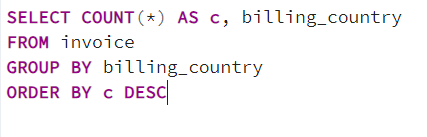 SELECT COUNT(*) AS c, billing_country
FROM invoice
GROUP BY billing_country
ORDER BY c DESC